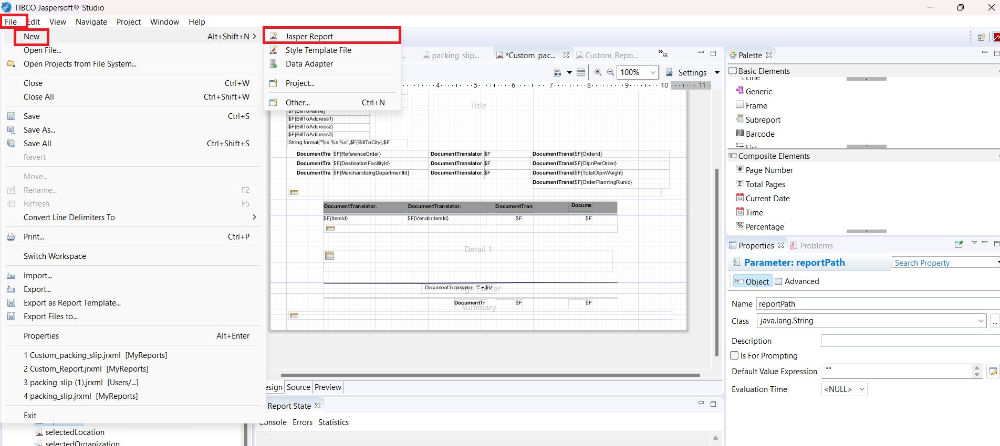 TIBCO Jaspersoft® Studio
File Edit View Navigate Project Window Help
New Alt+Shift+N
Open File...
Open Projects from File System...
Close Ctrl+W
Close All Ctrl+Shift+W
Save Ctrl+S
Save As...
Save All Ctrl+Shift+S
Revert
Move...
Rename... F2
Refresh F5
Convert Line Delimiters To
Print... Ctrl+P
Switch Workspace
Import...
Export...
Export as Report Template...
Export Files to...
Properties Alt+Enter
1 Custom_packing_slip.jrxml [MyReports]
2 Custom_Report.jrxml [MyReports]
3 packing_slip (1).jrxml [Users/...]
4 packing_slip.jrxml [MyReports]
Exit
selectedLocation
selectedOrganization
Jasper Report
Style Template File
Data Adapter
Project...
Other... Ctrl+N
packing_slip... *Custom_pac... Custom_Repo... »55
100% Settings
4 5 6 7 8 9 10 11
Title
$F{BillToName}
$F{BillToAddress1}
$F{BillToAddress2}
$F{BillToAddress3}
String.format("%s,%s %s",$F{BillToCity},$F
DocumentTra $F{ReferenceOrder} DocumentTranslator. $F DocumentTransl $F{OrderId}
DocumentTra $F{DestinationFacilityId} DocumentTranslator. $F DocumentTransl $F{OlpnPerOrder}
DocumentTra $F{MerchandizingDepartmentId} DocumentTranslator. $F DocumentTransl $F{TotalOlpnWeight}
DocumentTransl $F{OrderPlanningRunId}
DocumentTranslator. DocumentTranslator. DocumentTran Docume
$F{ItemId} $F{VendorItemId} $F $F
Detail 1
DocumentTranslator. "" + $V
Page Footer
DocumentTr $F $F
Summary
esign Source Preview
Report State
Console Errors Statistics
Palette
Basic Elements
Line
Generic
Frame
Subreport
Barcode
List
Composite Elements
Page Number
Total Pages
Current Date
Time
Percentage
Properties Problems
Parameter: reportPath Search Property
Object Advanced
Name reportPath
Class java.lang.String ...
Description
Is For Prompting
Default Value Expression ""
Evaluation Time <NULL>